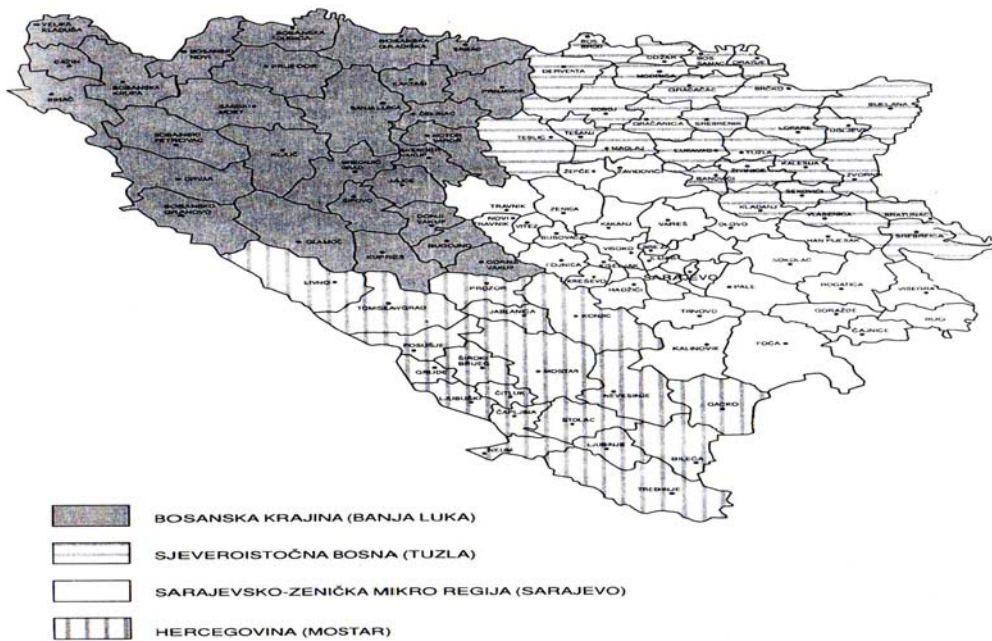 VELIKA
KLADUŠA
CAZIN
BIHAĆ
BOSANSKA
KRUPA
BOSANSKI
NOVI
BOSANSKA
DUBICA
PRIJEDOR
BOSANSKA
GRADIŠKA
SRBAC
LAKTAŠI
PRNJAVOR
SANSKI
MOST
BANJA LUKA
ČELINAC
KOTOR
VAROŠ
BOSANSKI
PETROVAC
KLJUČ
MRKONJIĆ
GRAD
JAJCE
DRVAR
ŠIPOVO
BOSANSKO
GRAHOVO
GLAMOČ
DONJI
VAKUF
BUGOJNO
KUPRES
GORNJI
VAKUF
BROD
DERVENTA
ODŽAK
BOS.
ŠAMAC
ORAŠJE
MODRIČA
GRADAČAC
BRČKO
BIJELJINA
DOBOJ
GRAČANICA
SREBRENIK
LOPARE
UGLJEVIK
TESLIĆ
TEŠANJ
MAGLAJ
LUKAVAC
TUZLA
KALESIJA
ŽEPČE
ZAVIDOVIĆI
BANOVIĆI
ŽIVINICE
ZVORNIK
ŠEKOVIĆI
KLADANJ
VLASENICA
BRATUNAC
SREBRENICA
HAN PIJESAK
TRAVNIK
NOVI
TRAVNIK
VITEZ
ZENICA
BUSOVAČA
KAKANJ
VAREŠ
OLOVO
VISOKO
FOJNICA
KISELJAK
KREŠEVO
HADŽIĆI
SARAJEVO
SOKOLAC
PALE
ROGATICA
VIŠEGRAD
GORAŽDE
RUDO
ČAJNIČE
TRNOVO
KALINOVIK
FOČA
LIVNO
TOMISLAVGRAD
PROZOR
JABLANICA
KONJIC
POSUŠJE
ŠIROKI
BRIJEG
GRUDE
MOSTAR
LJUBUŠKI
ČITLUK
ČAPLJINA
NEVESINJE
GACKO
STOLAC
NEUM
LJUBINJE
BILEĆA
TREBINJE
BOSANSKA KRAJINA (BANJA LUKA)
SJEVEROISTOČNA BOSNA (TUZLA)
SARAJEVSKO-ZENIČKA MIKRO REGIJA (SARAJEVO)
HERCEGOVINA (MOSTAR)